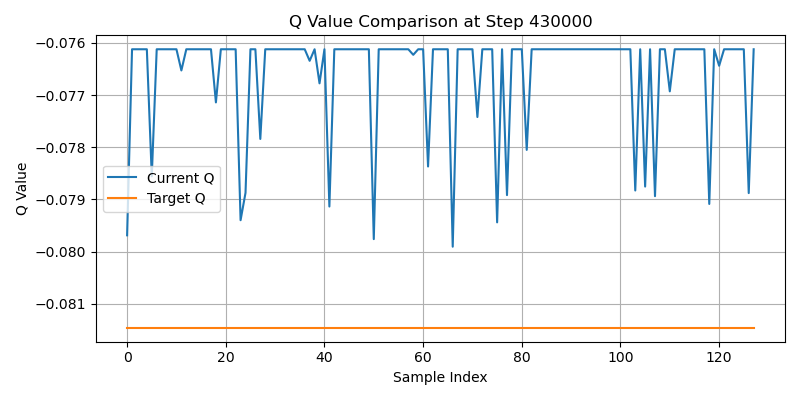 Q Value Comparison at Step 430000
−0.076
−0.077
−0.078
−0.079
−0.080
−0.081
Q Value
Current Q
Target Q
0 20 40 60 80 100 120
Sample Index